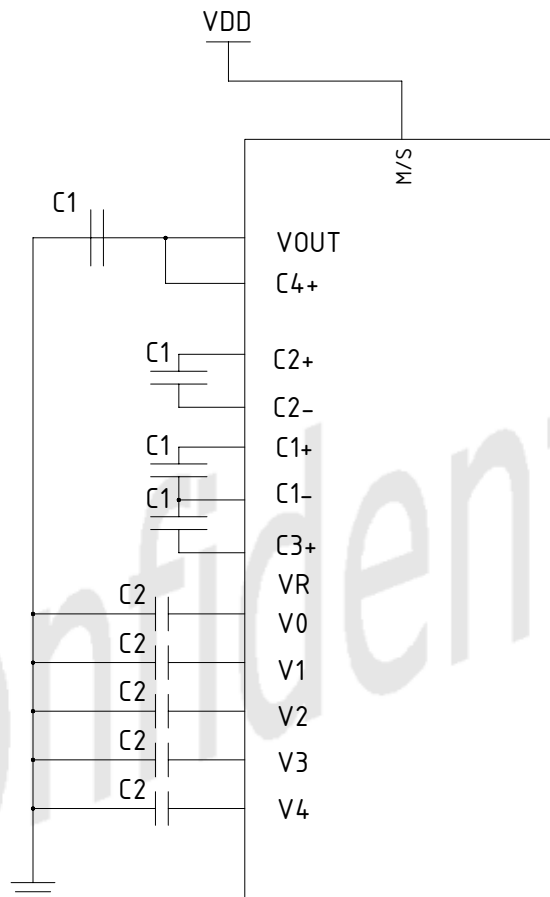 VDD
M/S
C1
VOUT
C4+
C1
C2+
C2-
C1
C1+
C1
C1-
C3+
VR
C2
V0
C2
V1
C2
V2
C2
V3
C2
V4
onfident